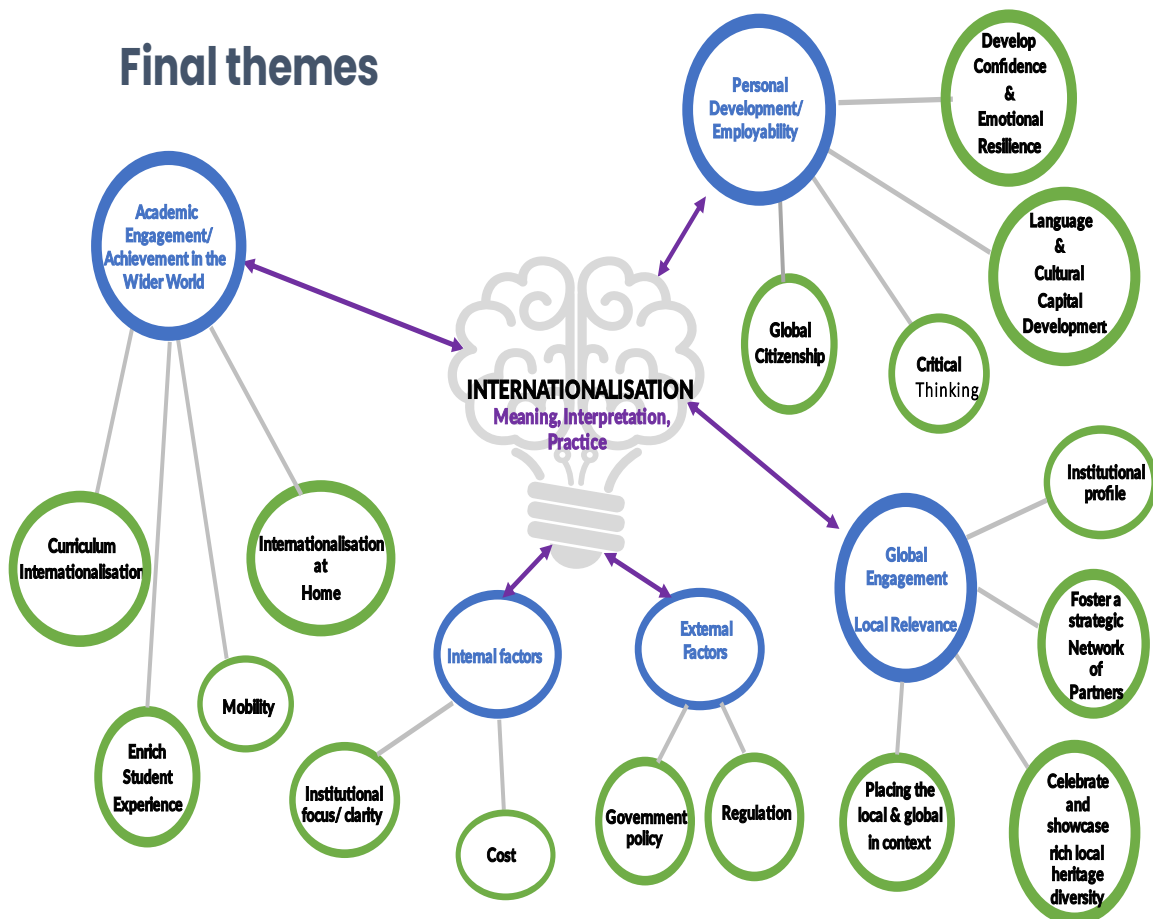 Final themes
Personal
Development/
Employability
Develop
Confidence
&
Emotional
Resilience
Language
&
Cultural
Capital
Development
Global
Citizenship
Critical
Thinking
Academic
Engagement/
Achievement in the
Wider World
INTERNATIONALISATION
Meaning, Interpretation,
Practice
Curriculum
Internationalisation
Enrich
Student
Experience
Mobility
Internationalisation
at
Home
Internal factors
Institutional
focus/ clarity
Cost
External
Factors
Government
policy
Regulation
Global
Engagement
Local Relevance
Institutional
profile
Foster a
strategic
Network
of
Partners
Placing the
local & global
in context
Celebrate
and
showcase
rich local
heritage
diversity